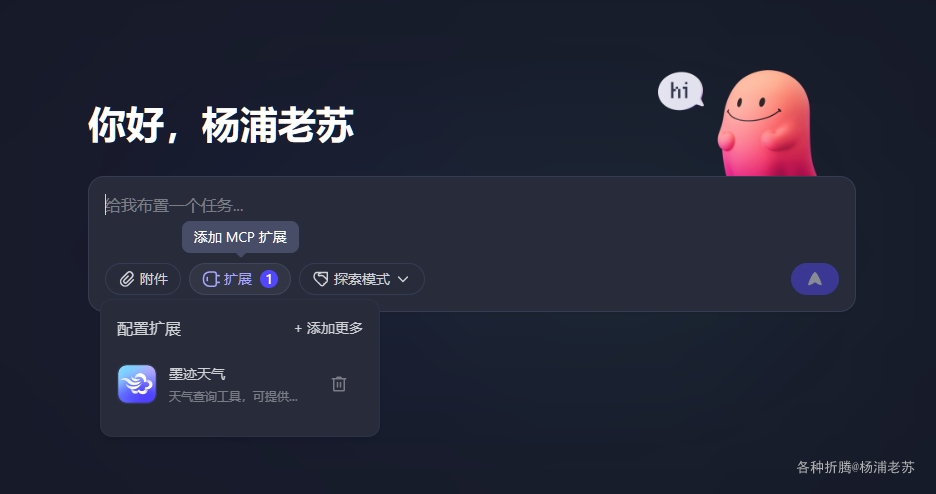 hi
你好，杨浦老苏
给我布置一个任务...
添加 MCP 扩展
附件
扩展 1
探索模式
配置扩展
+ 添加更多
墨迹天气
天气查询工具，可提供...
各种折腾@杨浦老苏